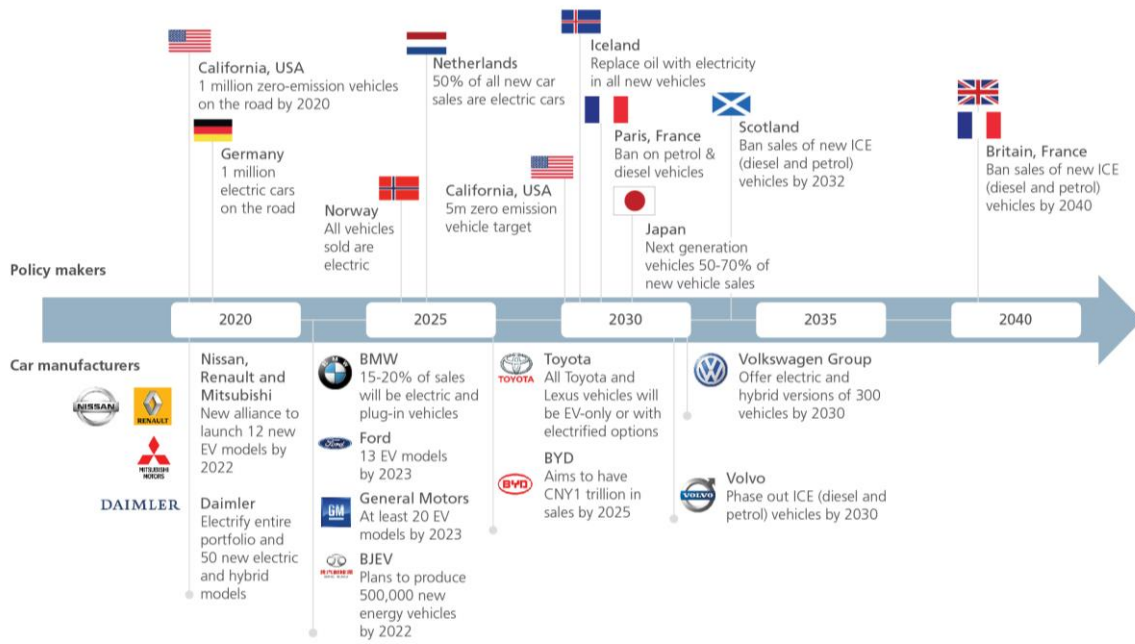 California, USA
1 million zero-emission vehicles
on the road by 2020
Germany
1 million
electric cars
on the road
Norway
All vehicles
sold are
electric
Netherlands
50% of all new car
sales are electric cars
California, USA
5m zero emission
vehicle target
Iceland
Replace oil with electricity
in all new vehicles
Paris, France
Ban on petrol &
diesel vehicles
Japan
Next generation
vehicles 50-70% of
new vehicle sales
Scotland
Ban sales of new ICE
(diesel and petrol)
vehicles by 2032
Britain, France
Ban sales of new ICE
(diesel and petrol)
vehicles by 2040
Policy makers
2020
2025
2030
2035
2040
Car manufacturers
NISSAN
RENAULT
MITSUBISHI
MOTORS
Nissan,
Renault and
Mitsubishi
New alliance to
launch 12 new
EV models by
2022
DAIMLER
Daimler
Electrify entire
portfolio and
50 new electric
and hybrid
models
BMW
BMW
15-20% of sales
will be electric and
plug-in vehicles
Ford
Ford
13 EV models
by 2023
GM
General Motors
At least 20 EV
models by 2023
BJEV
Plans to produce
500,000 new
energy vehicles
by 2022
TOYOTA
Toyota
All Toyota and
Lexus vehicles will
be EV-only or with
electrified options
BYD
BYD
Aims to have
CNY1 trillion in
sales by 2025
Volkswagen Group
Offer electric and
hybrid versions of 300
vehicles by 2030
VOLVO
Volvo
Phase out ICE (diesel and
petrol) vehicles by 2030